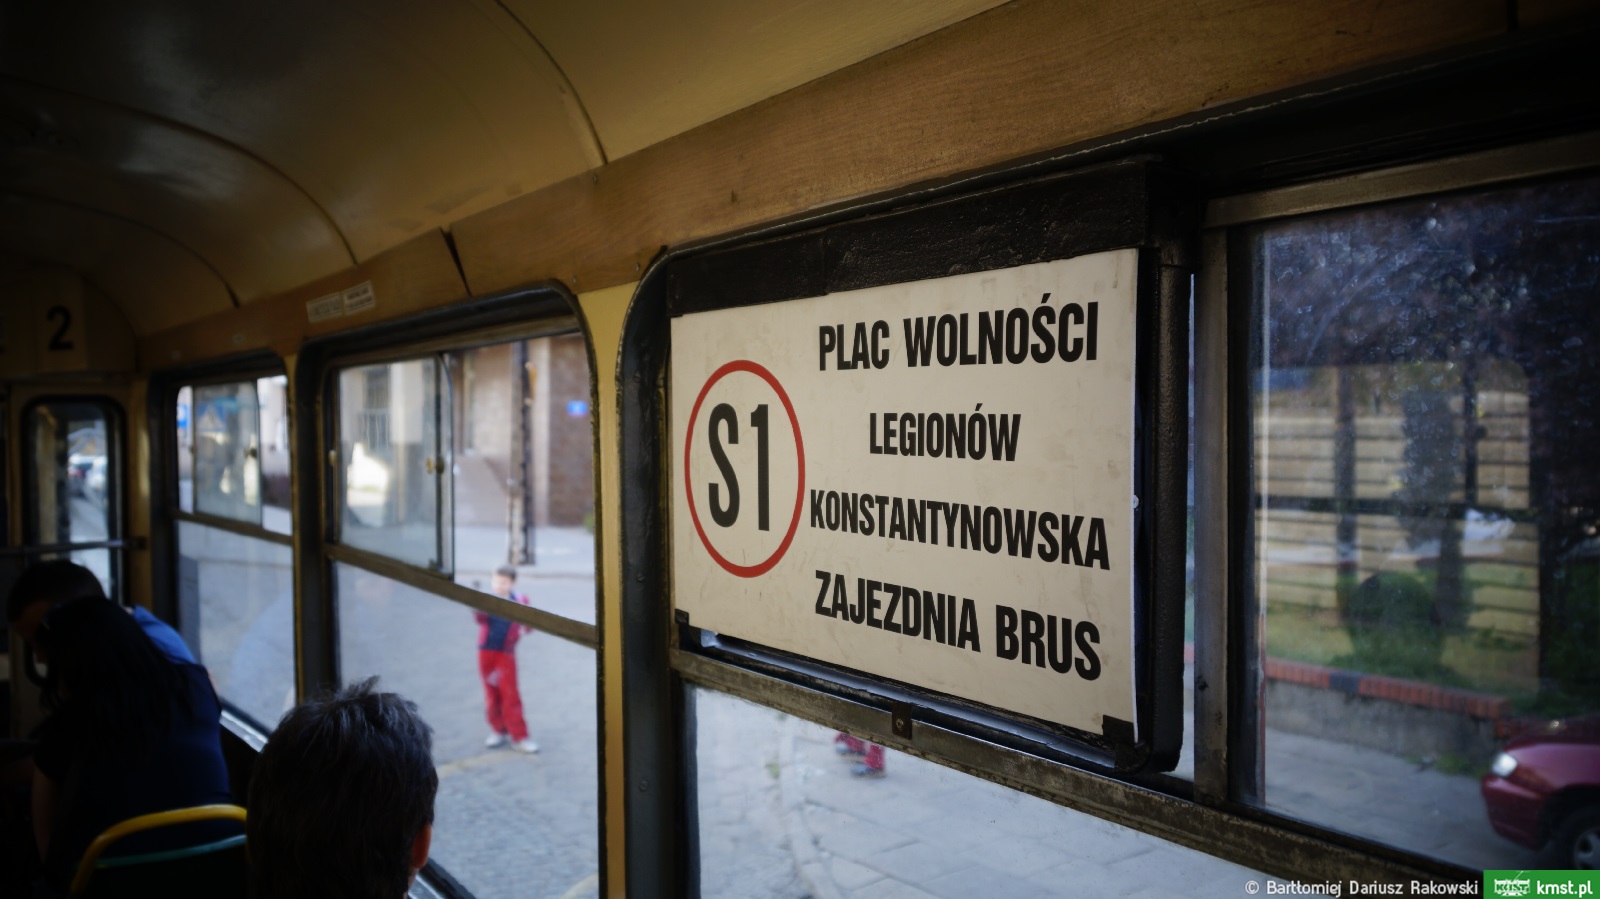 2
S1
PLAC WOLNOŚCI
LEGIONÓW
KONSTANTYNOWSKA
ZAJEZDNIA BRUS
© Bartłomiej Dariusz Rakowski
kmst.pl